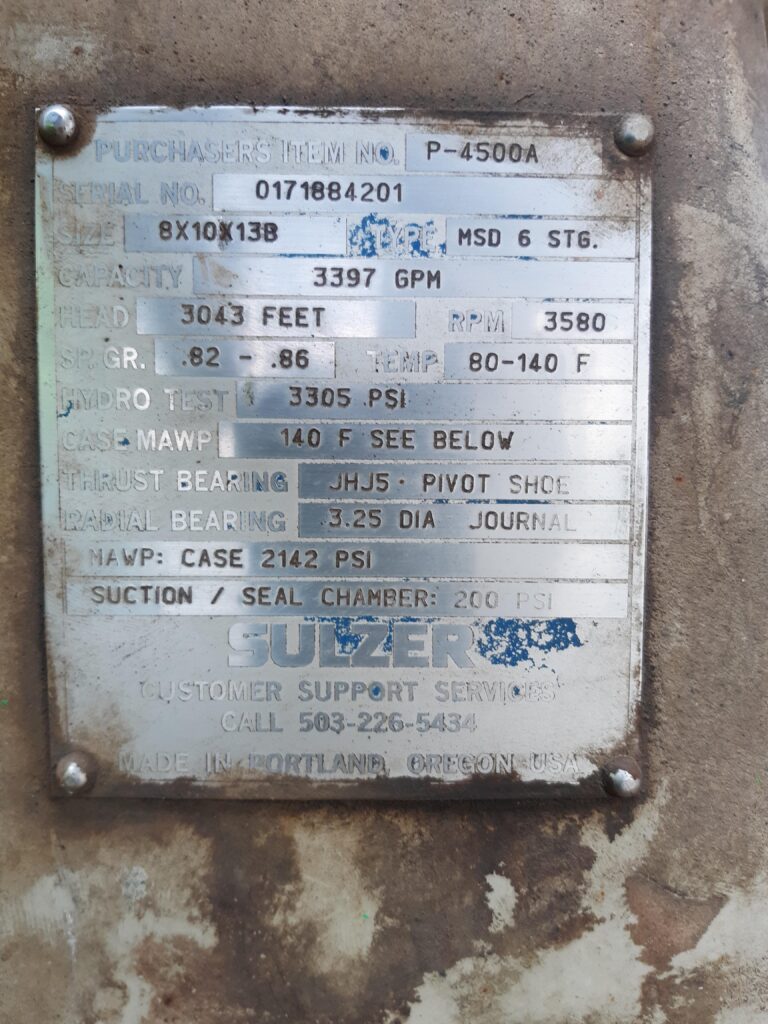 PURCHASERS ITEM NO. P-4500A
SERIAL NO. 0171884201
SIZE 8X10X13B TYPE MSD 6 STG.
CAPACITY 3397 GPM
HEAD 3043 FEET RPM 3580
SP. GR. .82 - .86 TEMP 80-140 F
HYDRO TEST 3305 PSI
CASE MAWP 140 F SEE BELOW
THRUST BEARING JHJ5 · PIVOT SHOE
RADIAL BEARING 3.25 DIA JOURNAL
MAWP: CASE 2142 PSI
SUCTION / SEAL CHAMBER: 200 PSI
SULZER
CUSTOMER SUPPORT SERVICES
CALL 503-226-5434
MADE IN PORTLAND, OREGON USA